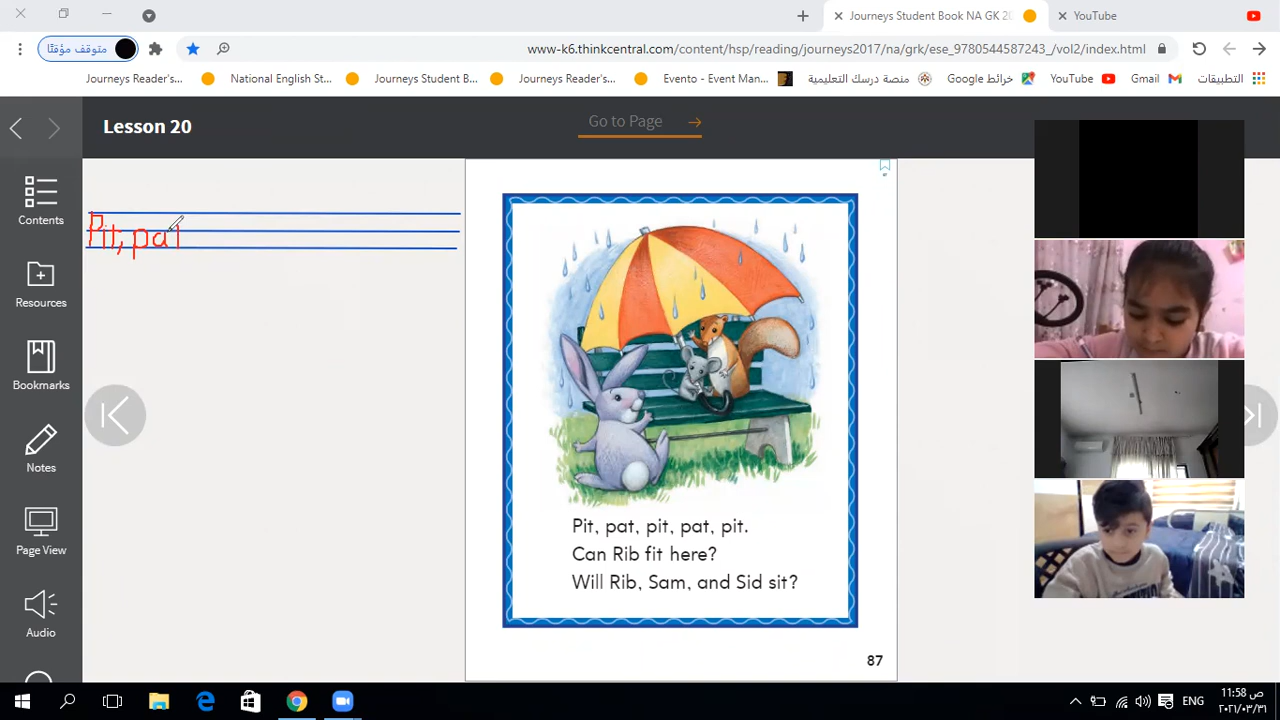 Journeys Student Book NA GK 20
YouTube
متوقف مؤقتًا
www-k6.thinkcentral.com/content/hsp/reading/journeys2017/na/grk/ese_9780544587243_/vol2/index.html
Journeys Reader's...
National English St...
Journeys Student B...
Journeys Reader's...
Evento - Event Man...
منصة درسك التعليمية
خرائط Google
YouTube
Gmail
التطبيقات
Lesson 20
Go to Page
Contents
Resources
Bookmarks
Notes
Page View
Audio
Pit, pat
Pit, pat, pit, pat, pit.
Can Rib fit here?
Will Rib, Sam, and Sid sit?
87
ENG
11:58 ص
٢٠٢١/٠٣/٣١